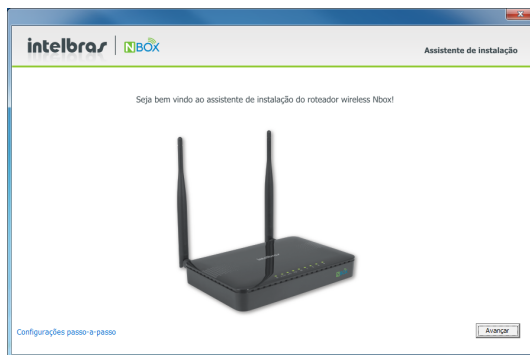 intelbras NBOX
Assistente de instalação
Seja bem vindo ao assistente de instalação do roteador wireless Nbox!
Configurações passo-a-passo
Avançar